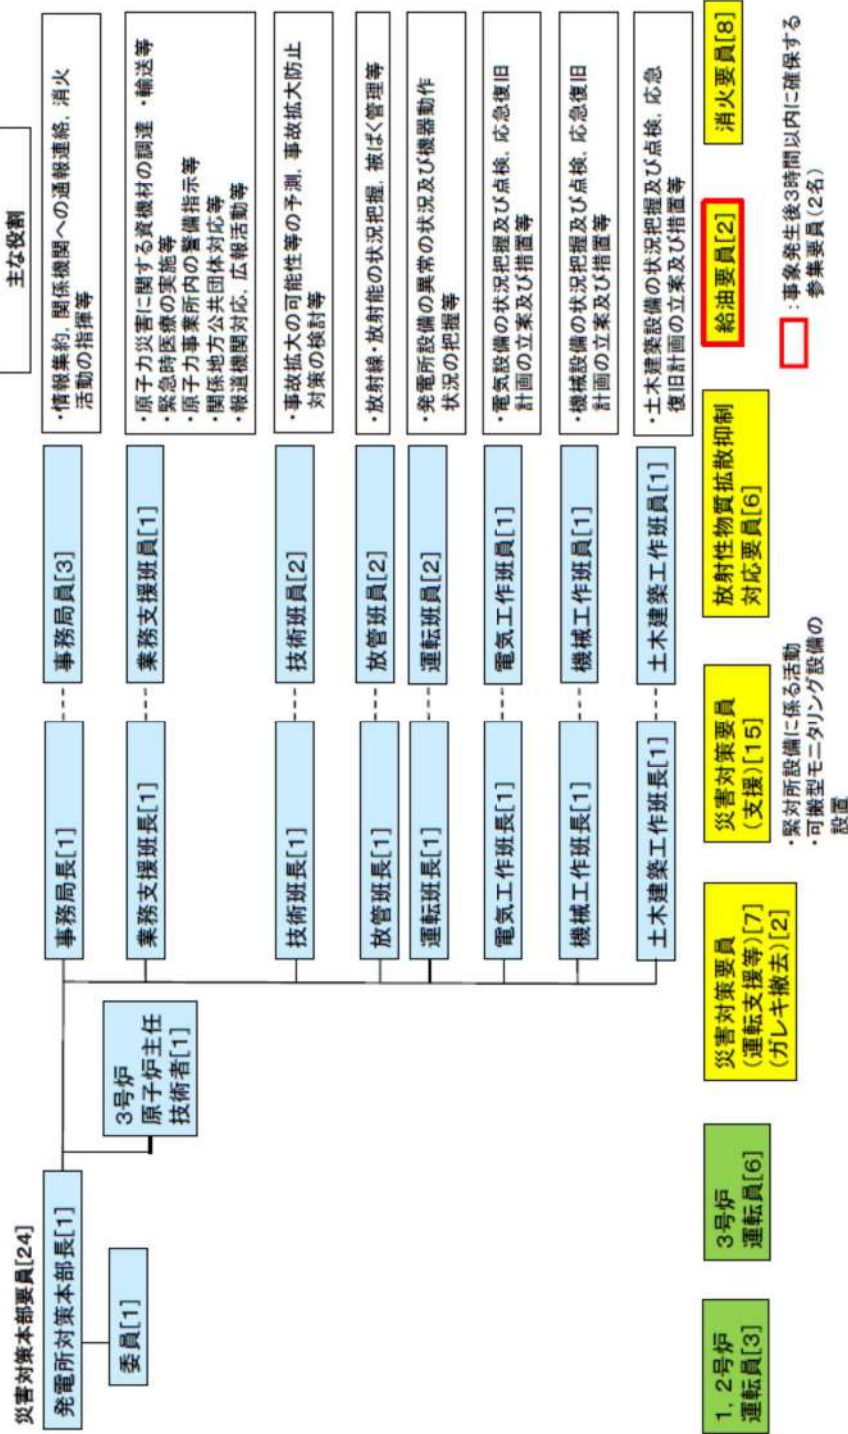 災害対策本部要員[24]
発電所対策本部長[1]
委員[1]
3号炉
原子炉主任
技術者[1]
主な役割
事務局長[1]
事務局員[3]
・情報集約，関係機関への通報連絡，消火
活動の指揮等
業務支援班長[1]
業務支援班員[1]
・原子力災害に関する資機材の調達・輸送等
・緊急時医療の実施等
・原子力事業所内の警備指示等
・関係地方公共団体対応等
・報道機関対応，広報活動等
技術班長[1]
技術班員[2]
・事故拡大の可能性等の予測，事故拡大防止
対策の検討等
放管班長[1]
放管班員[2]
・放射線・放射能の状況把握，被ばく管理等
運転班長[1]
運転班員[2]
・発電所設備の異常の状況及び機器動作
状況の把握等
電気工作班長[1]
電気工作班員[1]
・電気設備の状況把握及び点検，応急復旧
計画の立案及び措置等
機械工作班長[1]
機械工作班員[1]
・機械設備の状況把握及び点検，応急復旧
計画の立案及び措置等
土木建築工作班長[1]
土木建築工作班員[1]
・土木建築設備の状況把握及び点検，応急
復旧計画の立案及び措置等
1，2号炉
運転員[3]
3号炉
運転員[6]
災害対策要員
(運転支援等)[7]
(ガレキ撤去)[2]
災害対策要員
(支援)[15]
・緊対所設備に係る活動
・可搬型モニタリング設備の
設置
放射性物質拡散抑制
対応要員[6]
給油要員[2]
消火要員[8]
：事象発生後3時間以内に確保する
参集要員(2名)